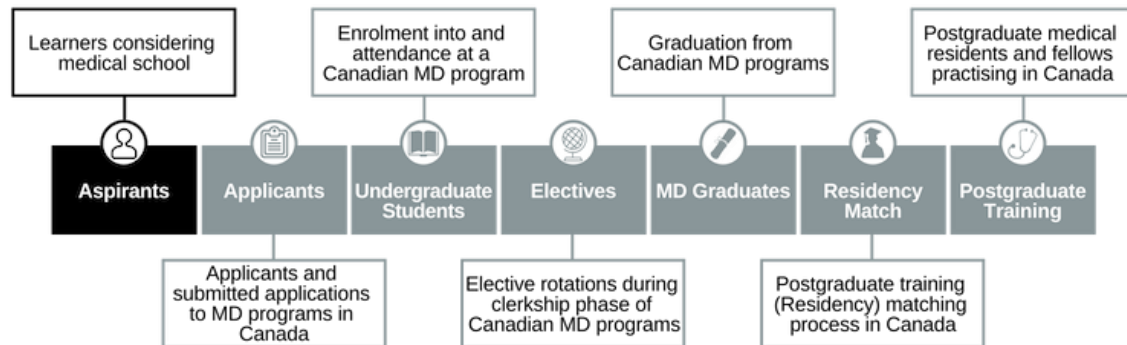 Learners considering
medical school
Enrolment into and
attendance at a
Canadian MD program
Graduation from
Canadian MD programs
Postgraduate medical
residents and fellows
practising in Canada
Aspirants
Applicants
Undergraduate
Students
Electives
MD Graduates
Residency
Match
Postgraduate
Training
Applicants and
submitted applications
to MD programs in
Canada
Elective rotations during
clerkship phase of
Canadian MD programs
Postgraduate training
(Residency) matching
process in Canada